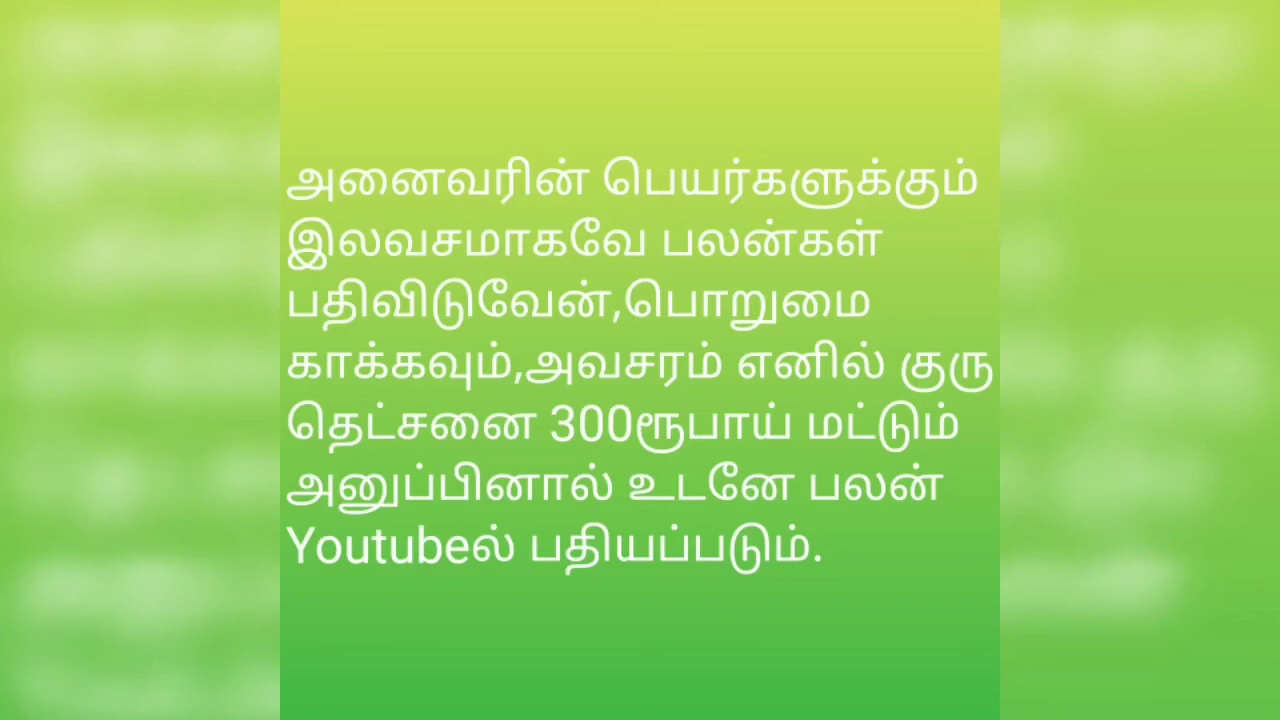 அனைவரின் பெயர்களுக்கும்
இலவசமாகவே பலன்கள்
பதிவிடுவேன்,பொறுமை
காக்கவும்,அவசரம் எனில் குரு
தெட்சனை 300ரூபாய் மட்டும்
அனுப்பினால் உடனே பலன்
Youtubeல் பதியப்படும்.